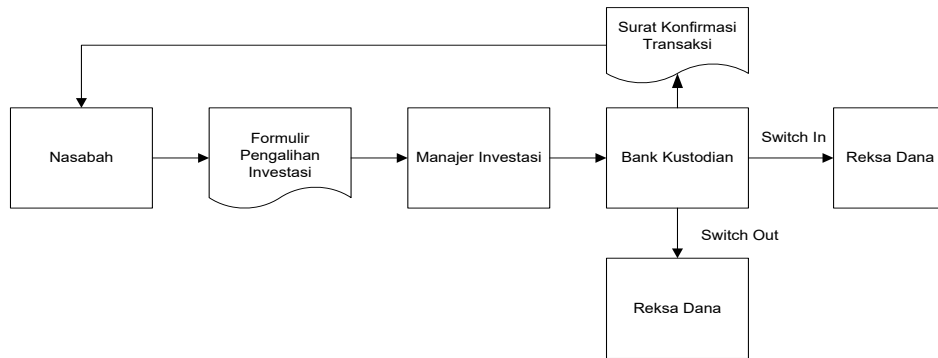 Surat Konfirmasi
Transaksi
Nasabah
Formulir
Pengalihan
Investasi
Manajer Investasi
Bank Kustodian
Switch In
Reksa Dana
Switch Out
Reksa Dana